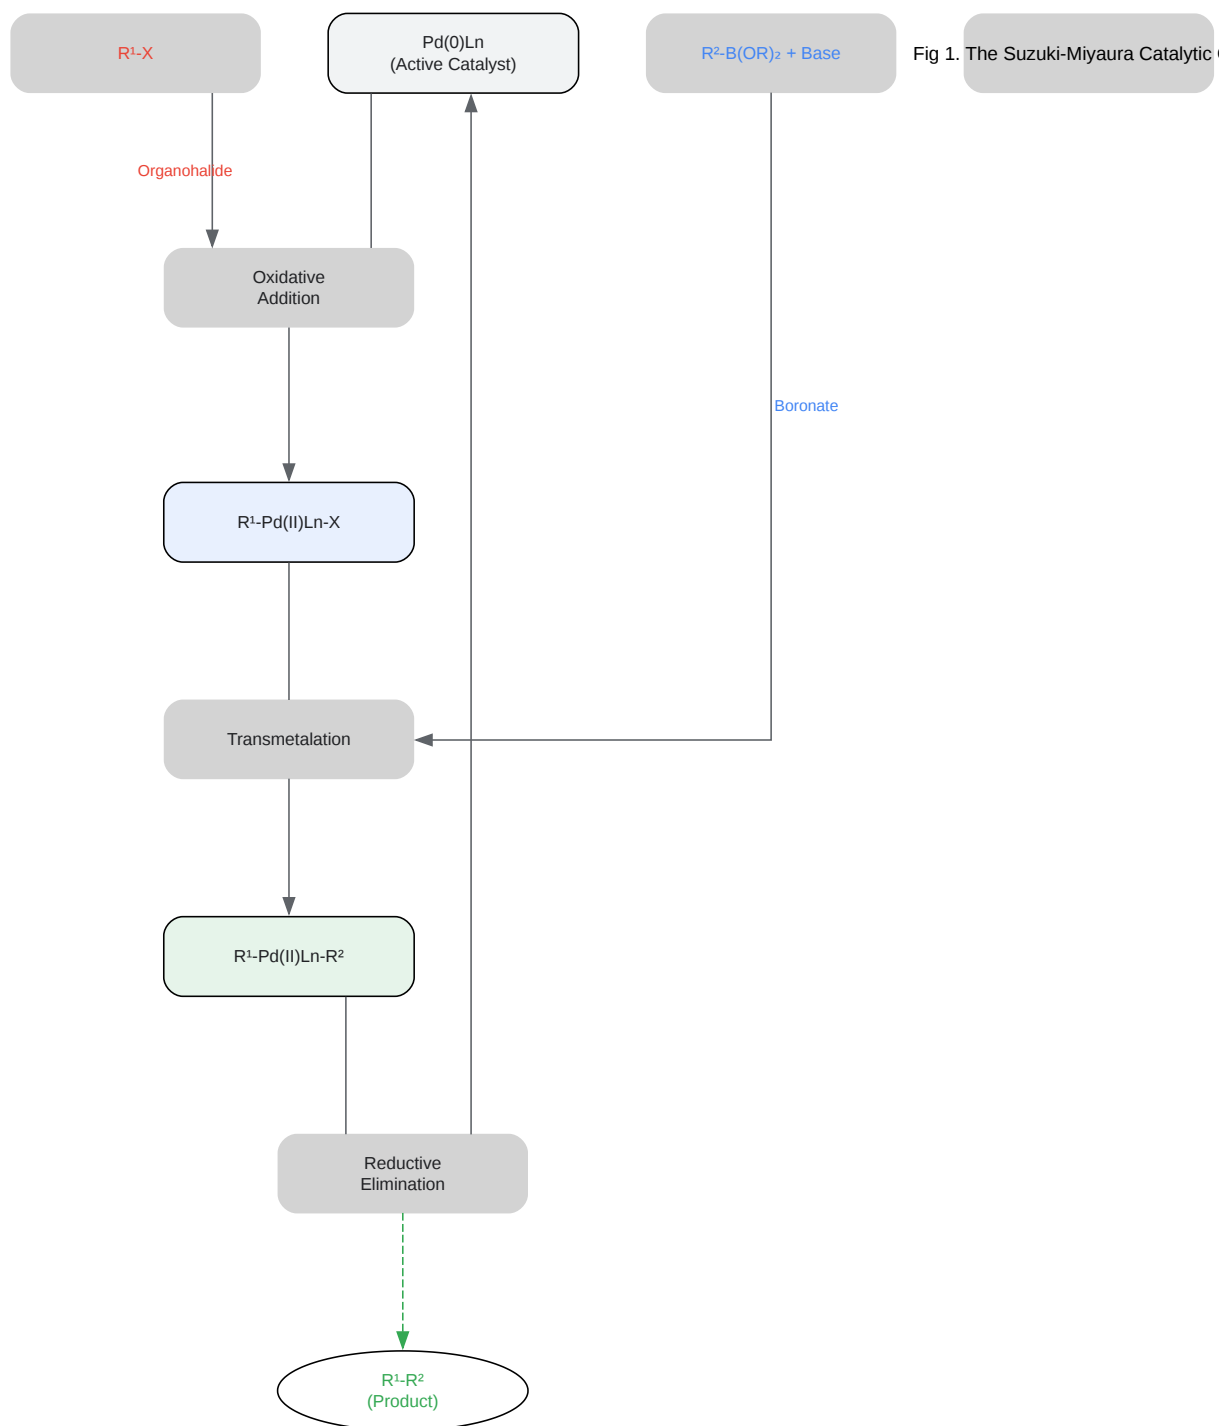 R¹-X
Pd(0)Ln
(Active Catalyst)
R²-B(OR)₂ + Base
Fig 1. The Suzuki-Miyaura Catalytic
Organohalide
Oxidative
Addition
Boronate
R¹-Pd(II)Ln-X
Transmetalation
R¹-Pd(II)Ln-R²
Reductive
Elimination
R¹-R²
(Product)